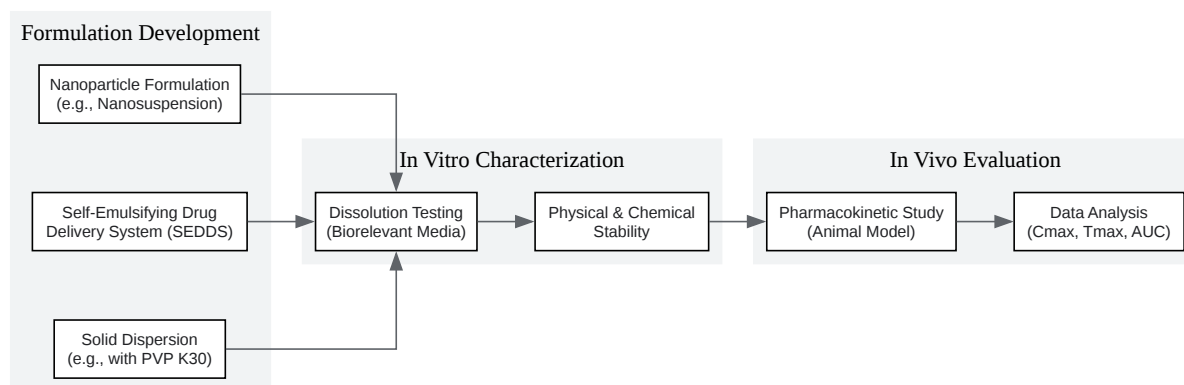 Formulation Development
Nanoparticle Formulation
(e.g., Nanosuspension)
Self-Emulsifying Drug
Delivery System (SEDDS)
Solid Dispersion
(e.g., with PVP K30)
In Vitro Characterization
Dissolution Testing
(Biorelevant Media)
Physical & Chemical
Stability
In Vivo Evaluation
Pharmacokinetic Study
(Animal Model)
Data Analysis
(Cmax, Tmax, AUC)